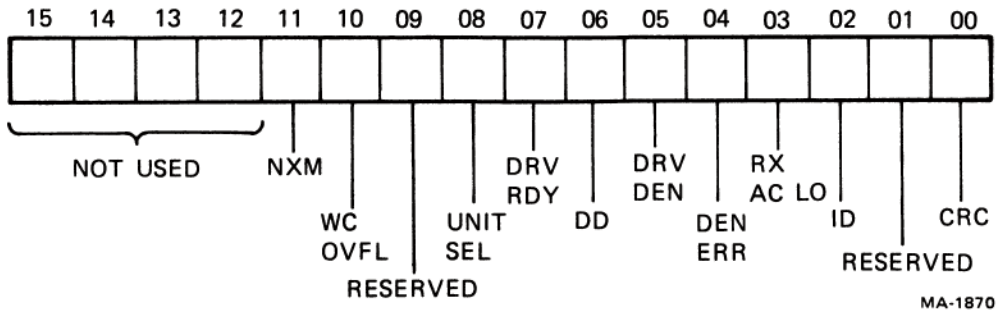 15 14 13 12 11 10 09 08 07 06 05 04 03 02 01 00
NOT USED
NXM
WC
OVFL
RESERVED
UNIT
SEL
DRV
RDY
DD
DRV
DEN
DEN
ERR
RX
AC LO
ID
RESERVED
CRC
MA-1870